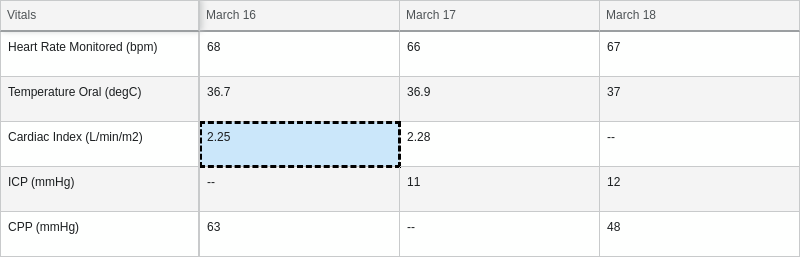 Vitals March 16 March 17 March 18
Heart Rate Monitored (bpm) 68 66 67
Temperature Oral (degC) 36.7 36.9 37
Cardiac Index (L/min/m2) 2.25 2.28 --
ICP (mmHg) -- 11 12
CPP (mmHg) 63 -- 48